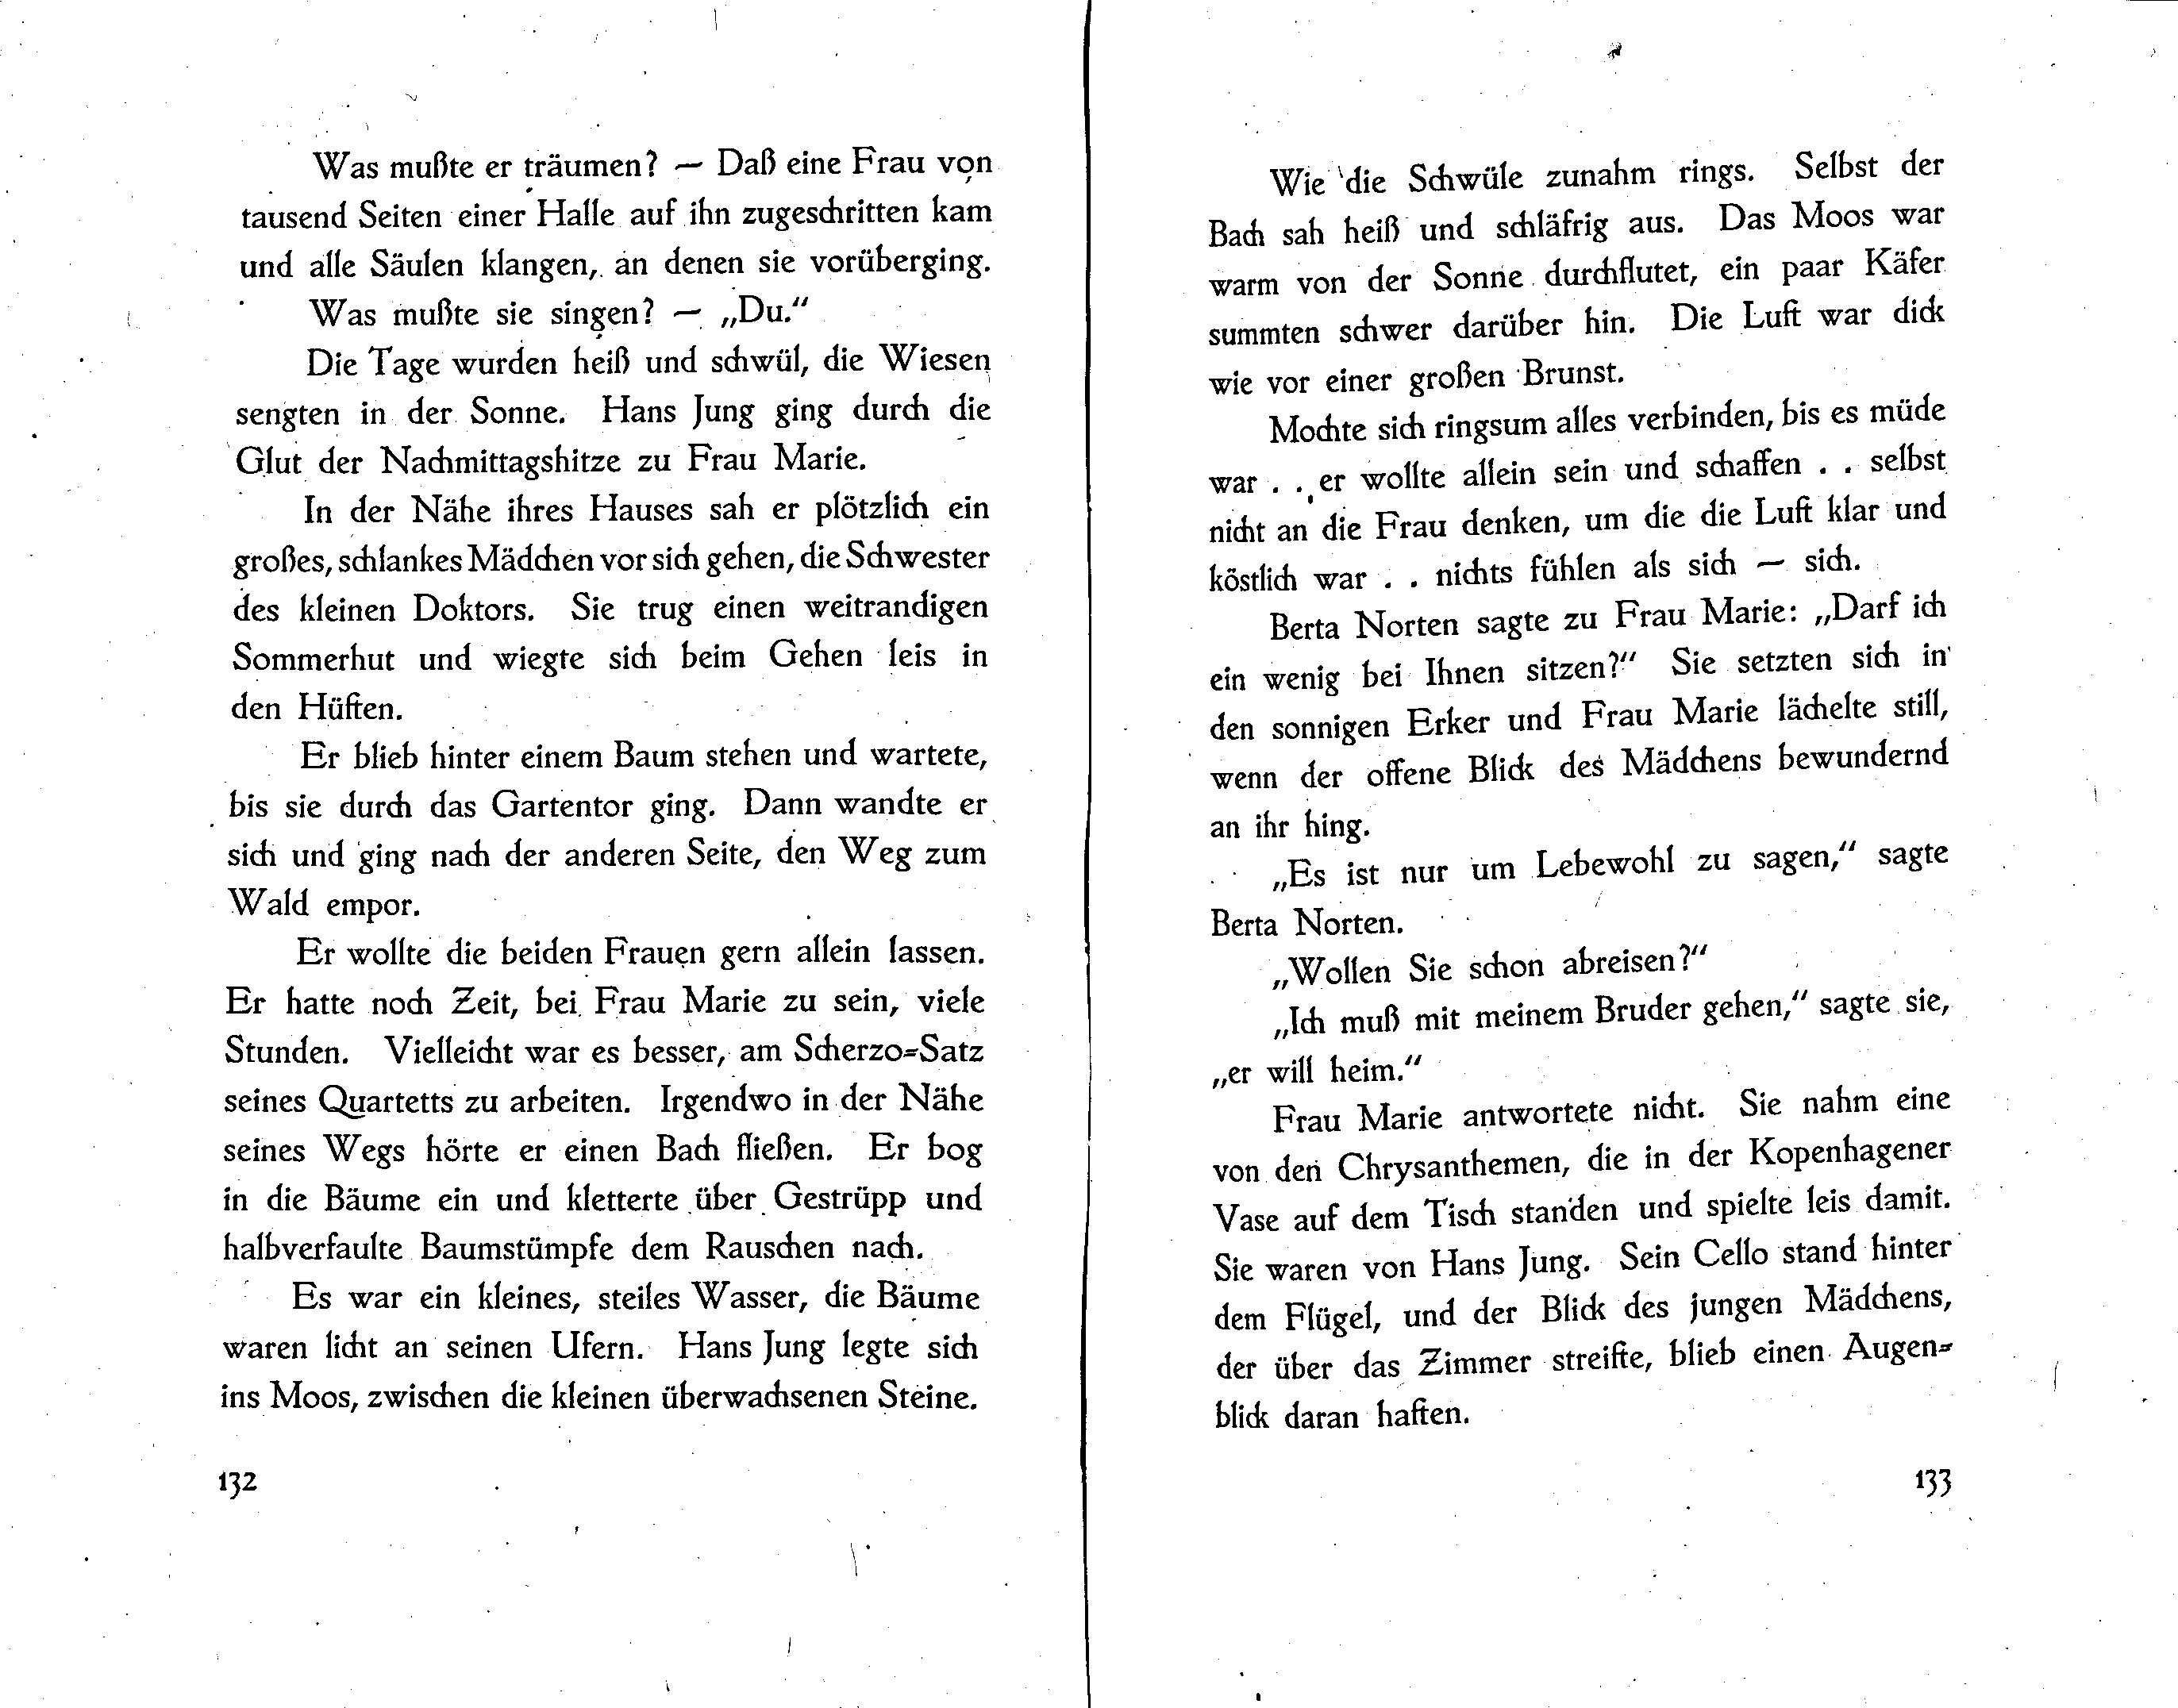 Was mußte er träumen? — Daß eine Frau von
tausend Seiten einer Halle auf ihn zugeschritten kam
und alle Säulen klangen, an denen sie vorüberging.
Was mußte sie singen? — „Du.“
Die Tage wurden heiß und schwül, die Wiesen
sengten in der Sonne. Hans Jung ging durch die
Glut der Nachmittagshitze zu Frau Marie.
In der Nähe ihres Hauses sah er plötzlich ein
großes, schlankes Mädchen vor sich gehen, die Schwester
des kleinen Doktors. Sie trug einen weitrandigen
Sommerhut und wiegte sich beim Gehen leis in
den Hüften.
Er blieb hinter einem Baum stehen und wartete,
bis sie durch das Gartentor ging. Dann wandte er
sich und ging nach der anderen Seite, den Weg zum
Wald empor.
Er wollte die beiden Frauen gern allein lassen.
Er hatte noch Zeit, bei Frau Marie zu sein, viele
Stunden. Vielleicht war es besser, am Scherzo-Satz
seines Quartetts zu arbeiten. Irgendwo in der Nähe
seines Wegs hörte er einen Bach fließen. Er bog
in die Bäume ein und kletterte über Gestrüpp und
halbverfaulte Baumstümpfe dem Rauschen nach.
Es war ein kleines, steiles Wasser, die Bäume
waren licht an seinen Ufern. Hans Jung legte sich
ins Moos, zwischen die kleinen überwachsenen Steine.
132
Wie die Schwüle zunahm rings. Selbst der
Bach sah heiß und schläfrig aus. Das Moos war
warm von der Sonne durchflutet, ein paar Käfer
summten schwer darüber hin. Die Luft war dick
wie vor einer großen Brunst.
Mochte sich ringsum alles verbinden, bis es müde
war . . er wollte allein sein und schaffen . . selbst
nicht an die Frau denken, um die die Luft klar und
köstlich war . . nichts fühlen als sich — sich.
Berta Norten sagte zu Frau Marie: „Darf ich
ein wenig bei Ihnen sitzen?“ Sie setzten sich in
den sonnigen Erker und Frau Marie lächelte still,
wenn der offene Blick des Mädchens bewundernd
an ihr hing.
„Es ist nur um Lebewohl zu sagen,“ sagte
Berta Norten.
„Wollen Sie schon abreisen?“
„Ich muß mit meinem Bruder gehen,“ sagte sie,
„er will heim.“
Frau Marie antwortete nicht. Sie nahm eine
von den Chrysanthemen, die in der Kopenhagener
Vase auf dem Tisch standen und spielte leis damit.
Sie waren von Hans Jung. Sein Cello stand hinter
dem Flügel, und der Blick des jungen Mädchens,
der über das Zimmer streifte, blieb einen Augen-
blick daran haften.
133